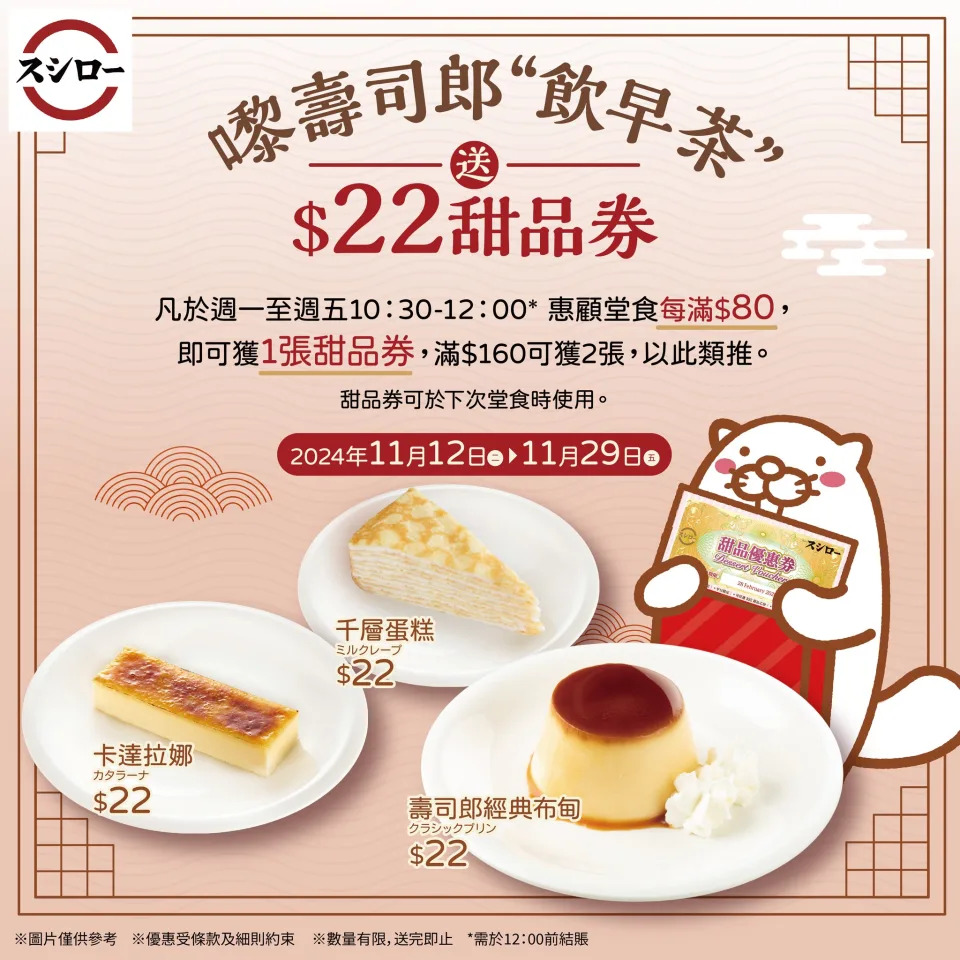 スシロー
嚟壽司郎“飲早茶”
送
$22甜品券
凡於週一至週五10:30-12:00* 惠顧堂食每滿$80，
即可獲1張甜品券，滿$160可獲2張，以此類推。
甜品券可於下次堂食時使用。
2024年11月12日㊁▶11月29日㊄
スシロー
スシロー
甜品優惠券
Dessert Voucher
千層蛋糕
ミルクレープ
$22
卡達拉娜
カタラーナ
$22
壽司郎經典布甸
クラシックプリン
$22
※圖片僅供參考 ※優惠受條款及細則約束 ※數量有限，送完即止 *需於12:00前結賬